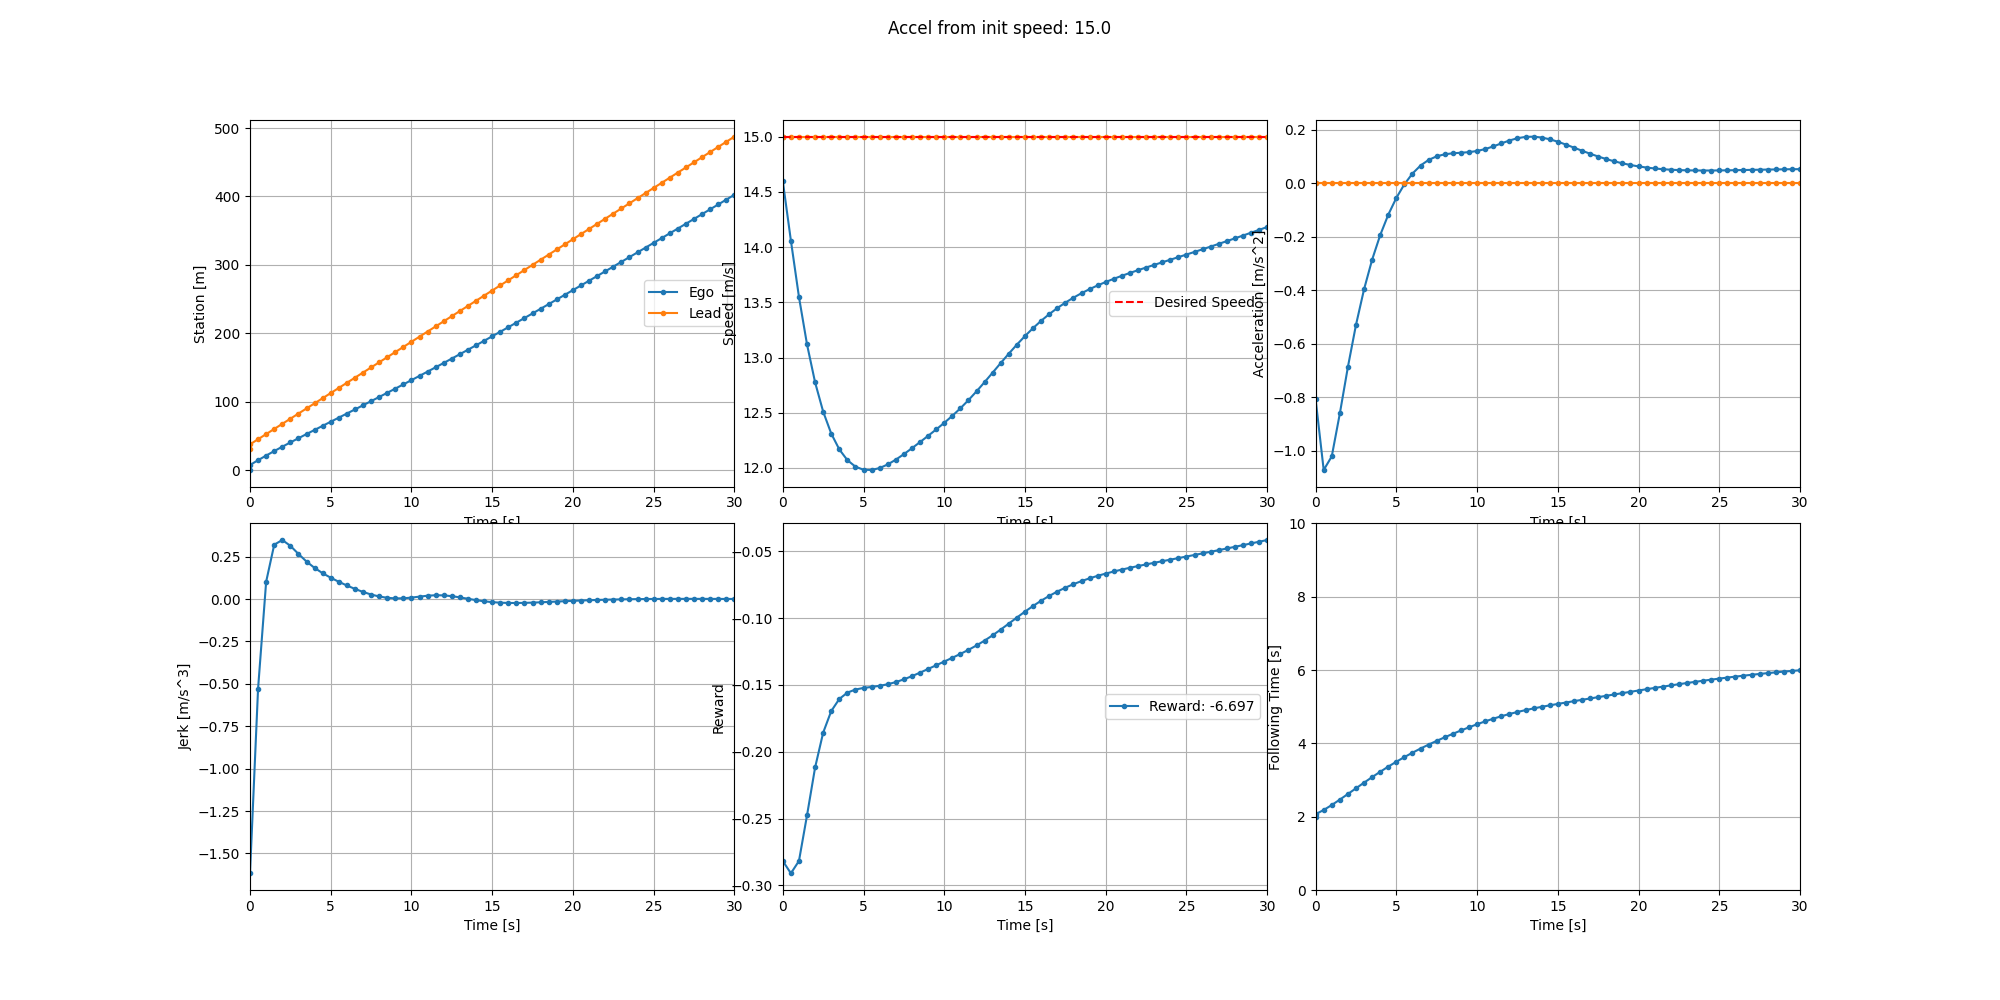 Accel from init speed: 15.0
Station [m]
500
400
300
200
100
0
Ego
Lead
0 5 10 15 20 25 30
Time [s]
Speed [m/s]
15.0
14.5
14.0
13.5
13.0
12.5
12.0
Desired Speed
0 5 10 15 20 25 30
Time [s]
Acceleration [m/s^2]
0.2
0.0
−0.2
−0.4
−0.6
−0.8
−1.0
0 5 10 15 20 25 30
Time [s]
Jerk [m/s^3]
0.25
0.00
−0.25
−0.50
−0.75
−1.00
−1.25
−1.50
0 5 10 15 20 25 30
Time [s]
Reward
−0.05
−0.10
−0.15
−0.20
−0.25
−0.30
Reward: -6.697
0 5 10 15 20 25 30
Time [s]
Following Time [s]
10
8
6
4
2
0
0 5 10 15 20 25 30
Time [s]